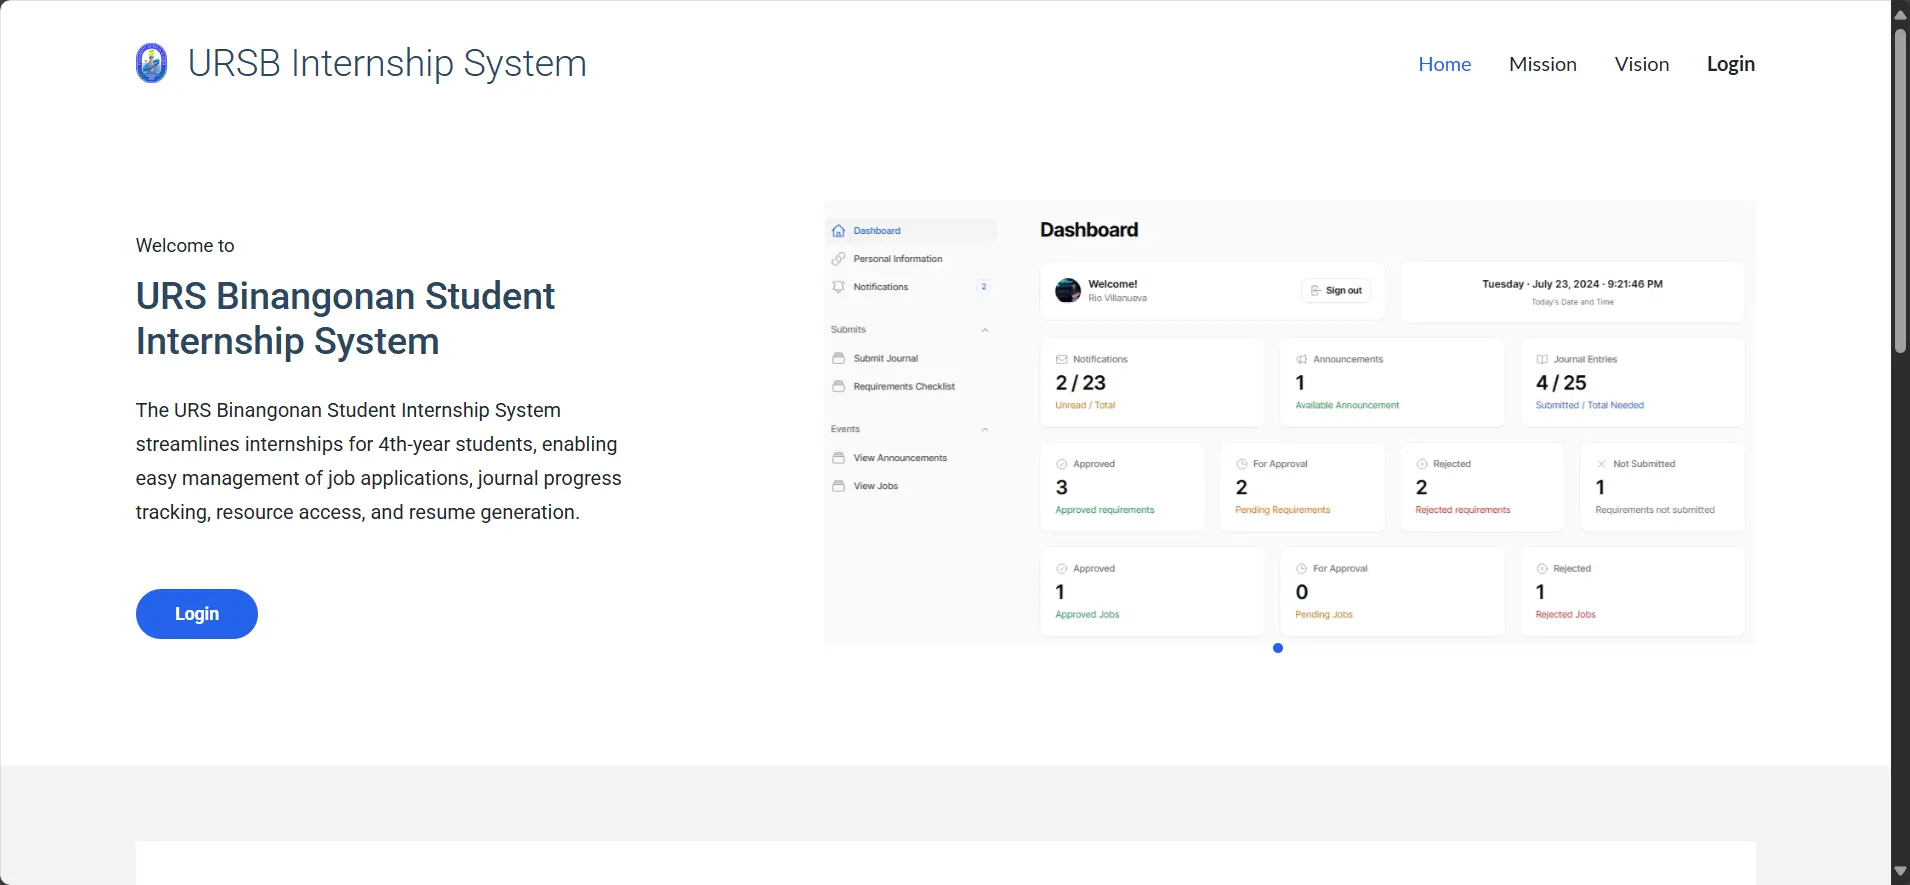 URSB Internship System
Home
Mission
Vision
Login
Welcome to
URS Binangonan Student
Internship System
The URS Binangonan Student Internship System
streamlines internships for 4th-year students, enabling
easy management of job applications, journal progress
tracking, resource access, and resume generation.
Login
Dashboard
Personal Information
Notifications
2
Submits
Submit Journal
Requirements Checklist
Events
View Announcements
View Jobs
Dashboard
Welcome!
Rio Villanueva
Sign out
Tuesday · July 23, 2024 · 9:21:46 PM
Today's Date and Time
Notifications
2 / 23
Unread / Total
Announcements
1
Available Announcement
Journal Entries
4 / 25
Submitted / Total Needed
Approved
3
Approved requirements
For Approval
2
Pending Requirements
Rejected
2
Rejected requirements
Not Submitted
1
Requirements not submitted
Approved
1
Approved Jobs
For Approval
0
Pending Jobs
Rejected
1
Rejected Jobs